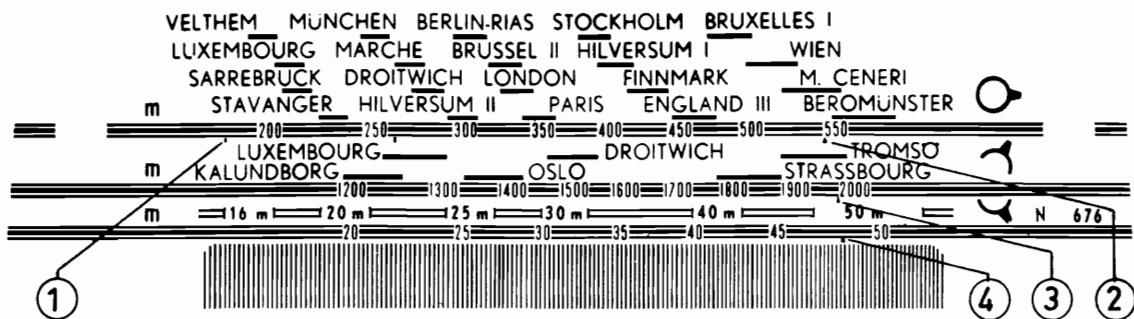 VELTHEM MÜNCHEN BERLIN-RIAS STOCKHOLM BRUXELLES I
LUXEMBOURG MARCHE BRÜSSEL II HILVERSUM I WIEN
SARREBRÜCK DROITWICH LONDON FINNMARK M. CENERI
m STAVANGER HILVERSUM II PARIS ENGLAND III BEROMÜNSTER
200 250 300 350 400 450 500 550
LUXEMBOURG DROITWICH TROMSÖ
m KALUNDBORG OSLO STRASSBOURG
1200 1300 1400 1500 1600 1700 1800 1900 2000
m 16 m 20 m 25 m 30 m 40 m 50 m N 676
20 25 30 35 40 45 50
1 4 3 2